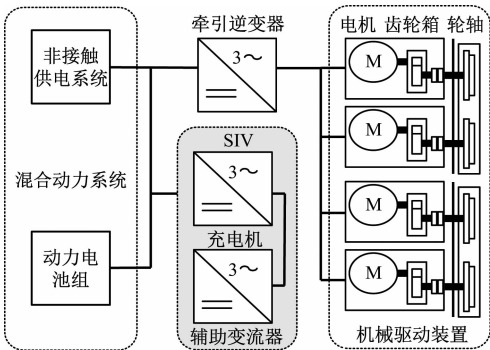 牵引逆变器
电机 齿轮箱 轮轴
非接触
供电系统
3～
M
SIV
M
混合动力系统
3～
充电机
M
动力电
池组
3～
M
辅助变流器
机械驱动装置